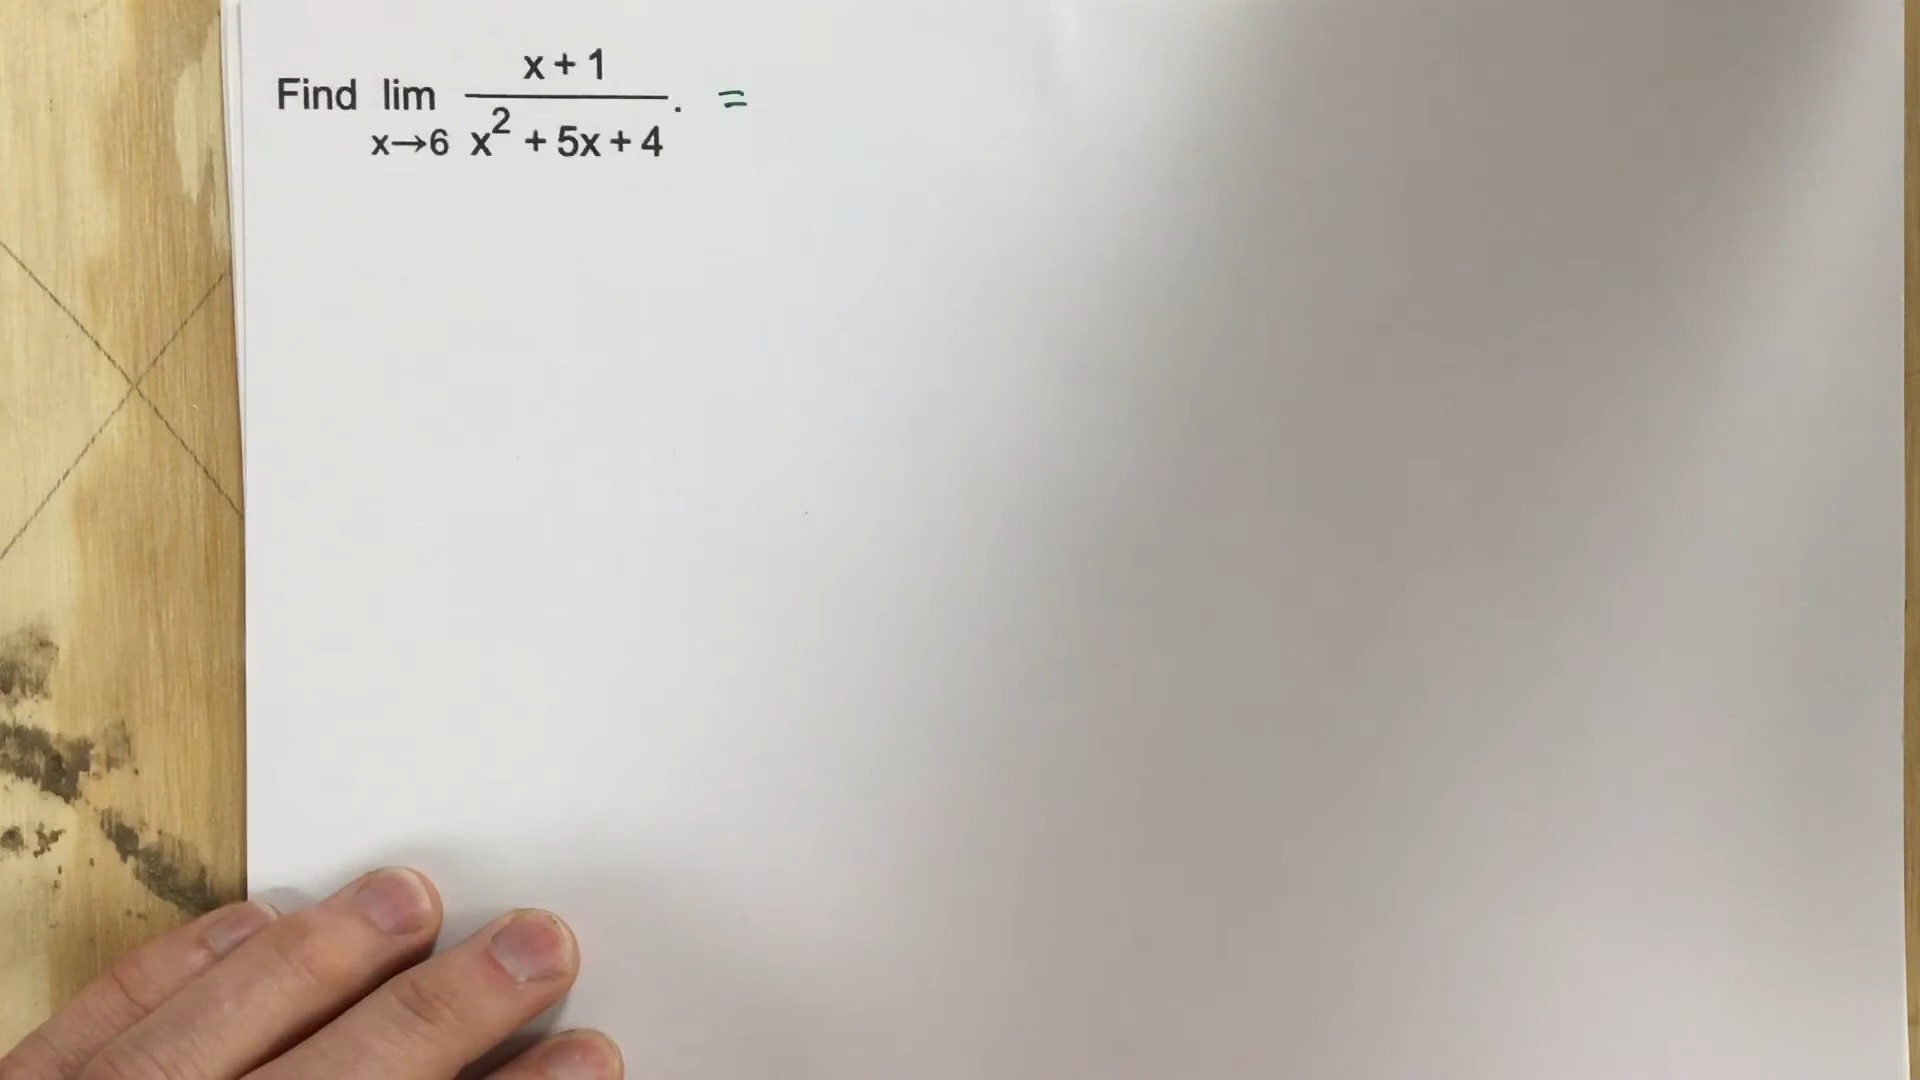 x + 1
Find lim ————. =
x→6 x² + 5x + 4